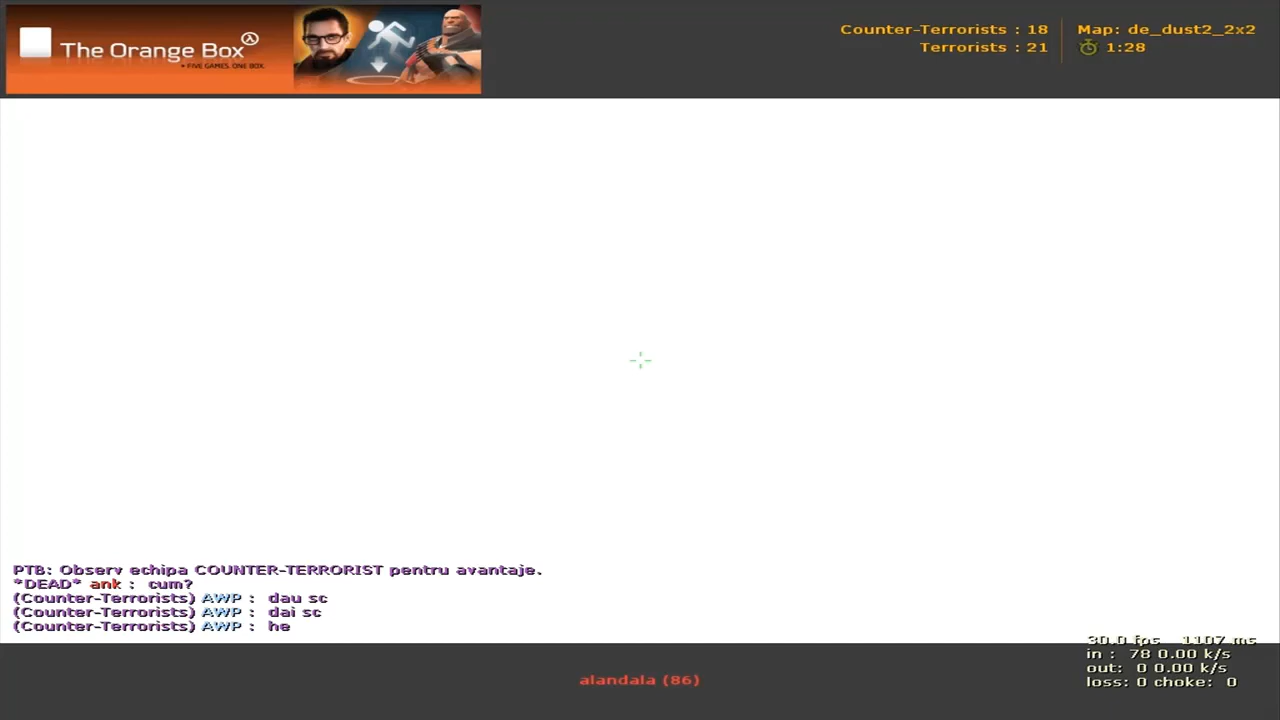 The Orange Box
• FIVE GAMES. ONE BOX.
Counter-Terrorists : 18
Terrorists : 21
Map: de_dust2_2x2
1:28
PTB: Observ echipa COUNTER-TERRORIST pentru avantaje.
*DEAD* ank : cum?
(Counter-Terrorists) AWP : dau sc
(Counter-Terrorists) AWP : dai sc
(Counter-Terrorists) AWP : he
30.0 fps 1107 ms
in : 78 0.00 k/s
out: 0 0.00 k/s
loss: 0 choke: 0
alandala (86)